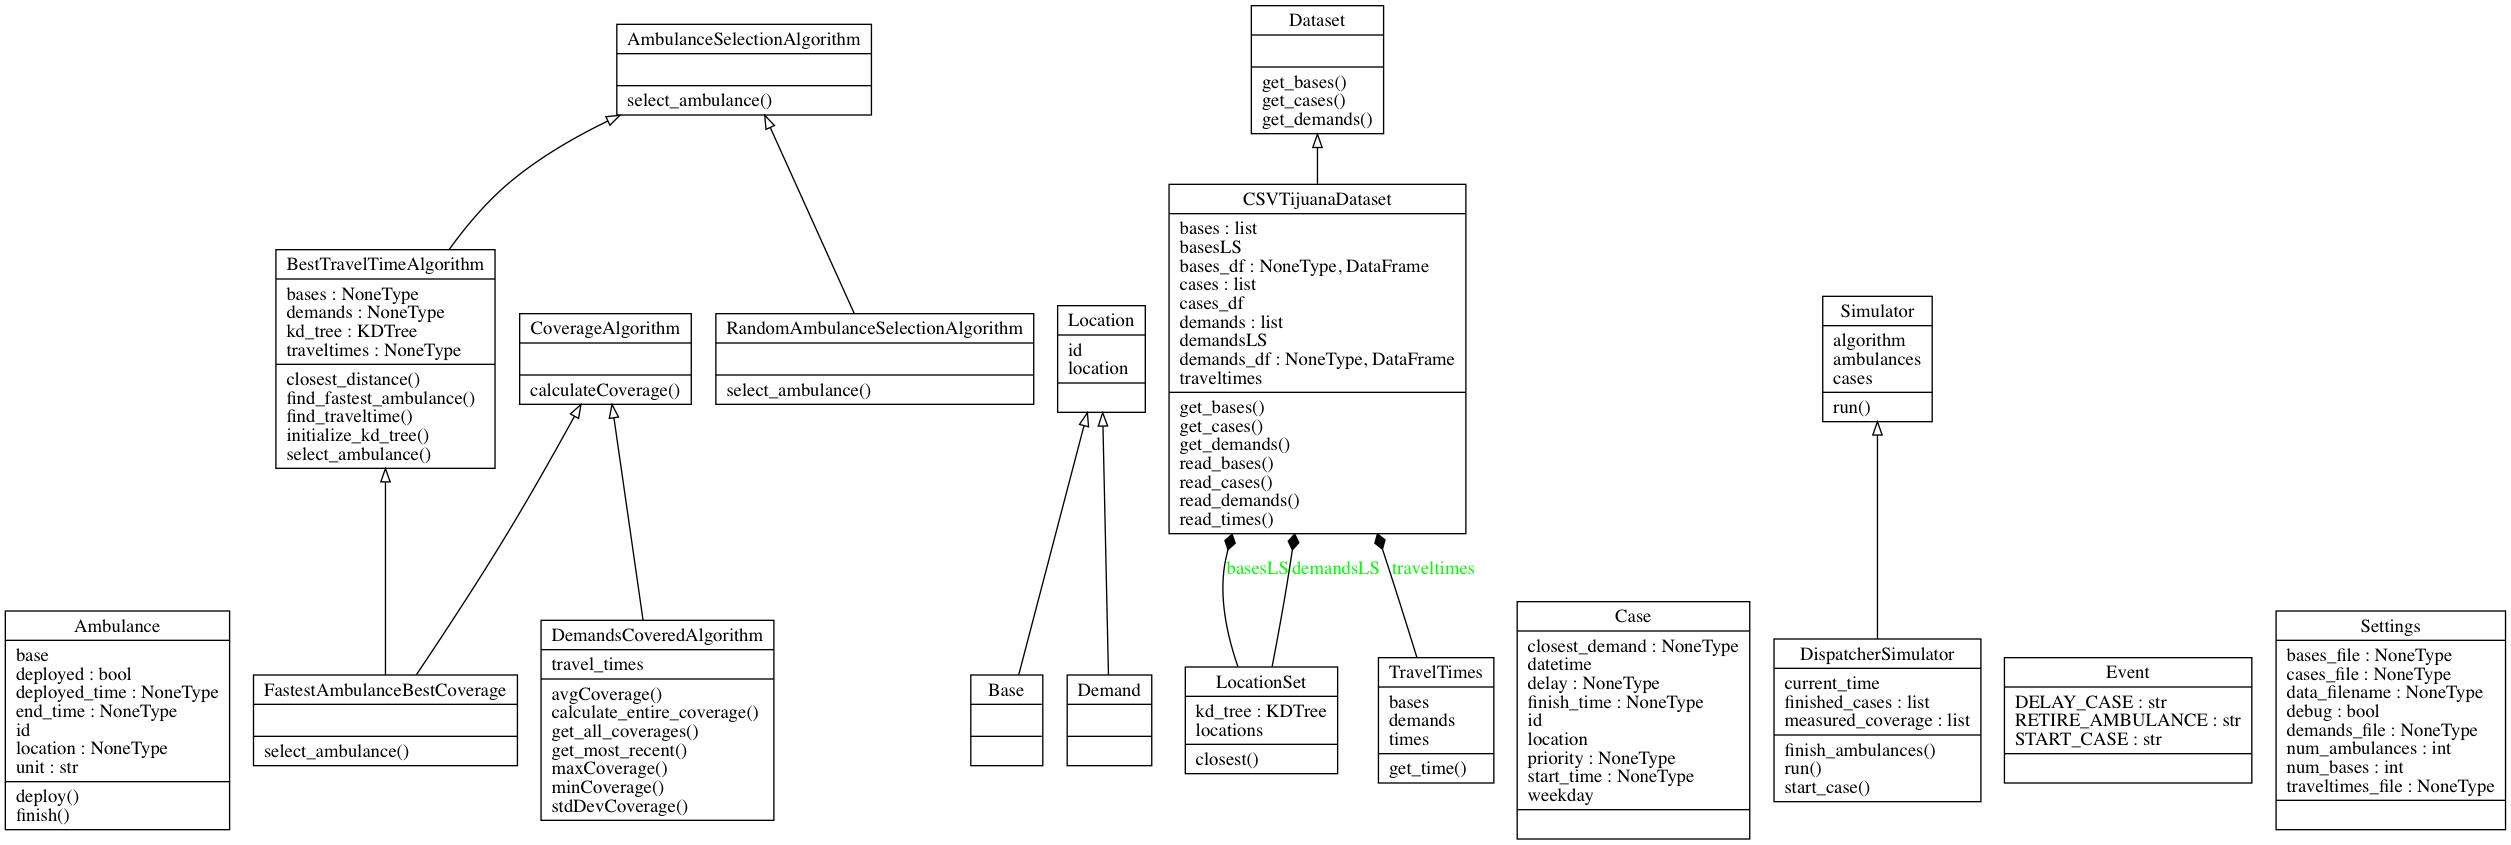 AmbulanceSelectionAlgorithm
select_ambulance()
Dataset
get_bases()
get_cases()
get_demands()
BestTravelTimeAlgorithm
bases : NoneType
demands : NoneType
kd_tree : KDTree
traveltimes : NoneType
closest_distance()
find_fastest_ambulance()
find_traveltime()
initialize_kd_tree()
select_ambulance()
CoverageAlgorithm
calculateCoverage()
RandomAmbulanceSelectionAlgorithm
select_ambulance()
Location
id
location
CSVTijuanaDataset
bases : list
basesLS
bases_df : NoneType, DataFrame
cases : list
cases_df
demands : list
demandsLS
demands_df : NoneType, DataFrame
traveltimes
get_bases()
get_cases()
get_demands()
read_bases()
read_cases()
read_demands()
read_times()
Simulator
algorithm
ambulances
cases
run()
basesLS
demandsLS
traveltimes
Ambulance
base
deployed : bool
deployed_time : NoneType
end_time : NoneType
id
location : NoneType
unit : str
deploy()
finish()
FastestAmbulanceBestCoverage
select_ambulance()
DemandsCoveredAlgorithm
travel_times
avgCoverage()
calculate_entire_coverage()
get_all_coverages()
get_most_recent()
maxCoverage()
minCoverage()
stdDevCoverage()
Base
Demand
LocationSet
kd_tree : KDTree
locations
closest()
TravelTimes
bases
demands
times
get_time()
Case
closest_demand : NoneType
datetime
delay : NoneType
finish_time : NoneType
id
location
priority : NoneType
start_time : NoneType
weekday
DispatcherSimulator
current_time
finished_cases : list
measured_coverage : list
finish_ambulances()
run()
start_case()
Event
DELAY_CASE : str
RETIRE_AMBULANCE : str
START_CASE : str
Settings
bases_file : NoneType
cases_file : NoneType
data_filename : NoneType
debug : bool
demands_file : NoneType
num_ambulances : int
num_bases : int
traveltimes_file : NoneType